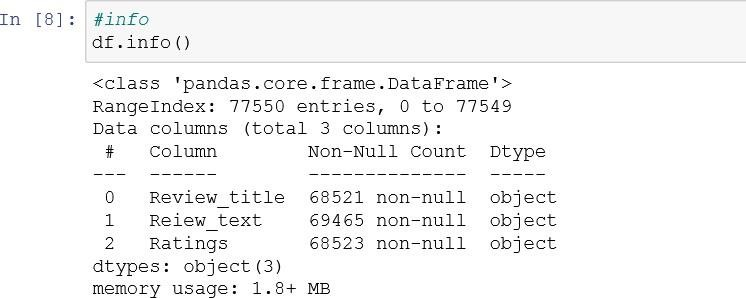 In [8]: #info
df.info()
<class 'pandas.core.frame.DataFrame'>
RangeIndex: 77550 entries, 0 to 77549
Data columns (total 3 columns):
 #   Column        Non-Null Count  Dtype
---  ------        --------------  -----
 0   Review_title  68521 non-null  object
 1   Reiew_text    69465 non-null  object
 2   Ratings       68523 non-null  object
dtypes: object(3)
memory usage: 1.8+ MB